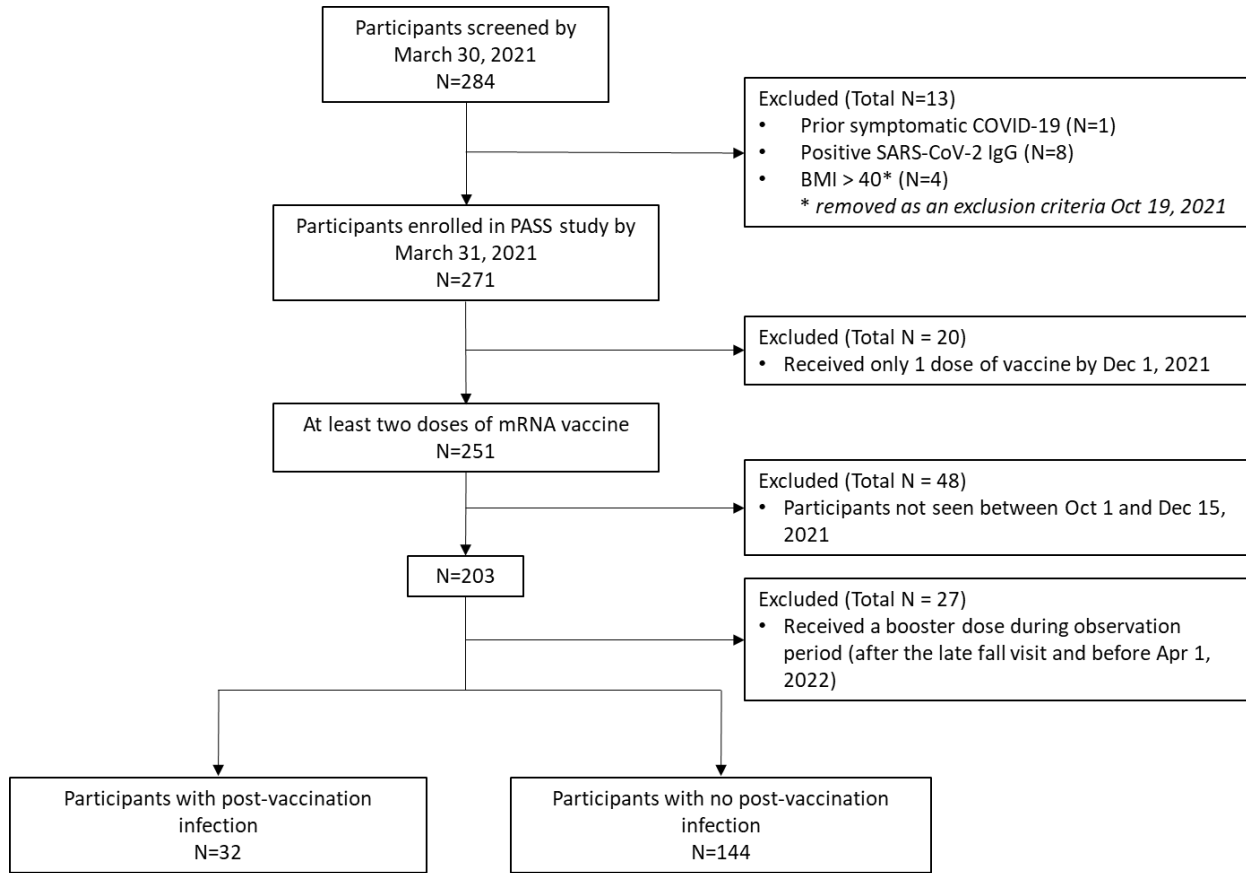 Participants screened by
March 30, 2021
N=284
Excluded (Total N=13)
• Prior symptomatic COVID-19 (N=1)
• Positive SARS-CoV-2 IgG (N=8)
• BMI > 40* (N=4)
* removed as an exclusion criteria Oct 19, 2021
Participants enrolled in PASS study by
March 31, 2021
N=271
Excluded (Total N = 20)
• Received only 1 dose of vaccine by Dec 1, 2021
At least two doses of mRNA vaccine
N=251
Excluded (Total N = 48)
• Participants not seen between Oct 1 and Dec 15,
2021
N=203
Excluded (Total N = 27)
• Received a booster dose during observation
period (after the late fall visit and before Apr 1,
2022)
Participants with post-vaccination
infection
N=32
Participants with no post-vaccination
infection
N=144